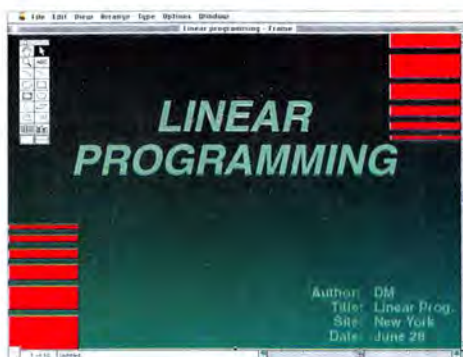 File Edit View Arrange Type Options Window
Linear programming - Frame
LINEAR
PROGRAMMING
Author: DM
Title: Linear Prog.
Site: New York
Date: June 28